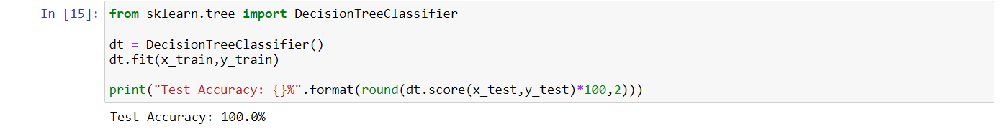 In [15]: from sklearn.tree import DecisionTreeClassifier
dt = DecisionTreeClassifier()
dt.fit(x_train,y_train)
print("Test Accuracy: {}%".format(round(dt.score(x_test,y_test)*100,2)))
Test Accuracy: 100.0%